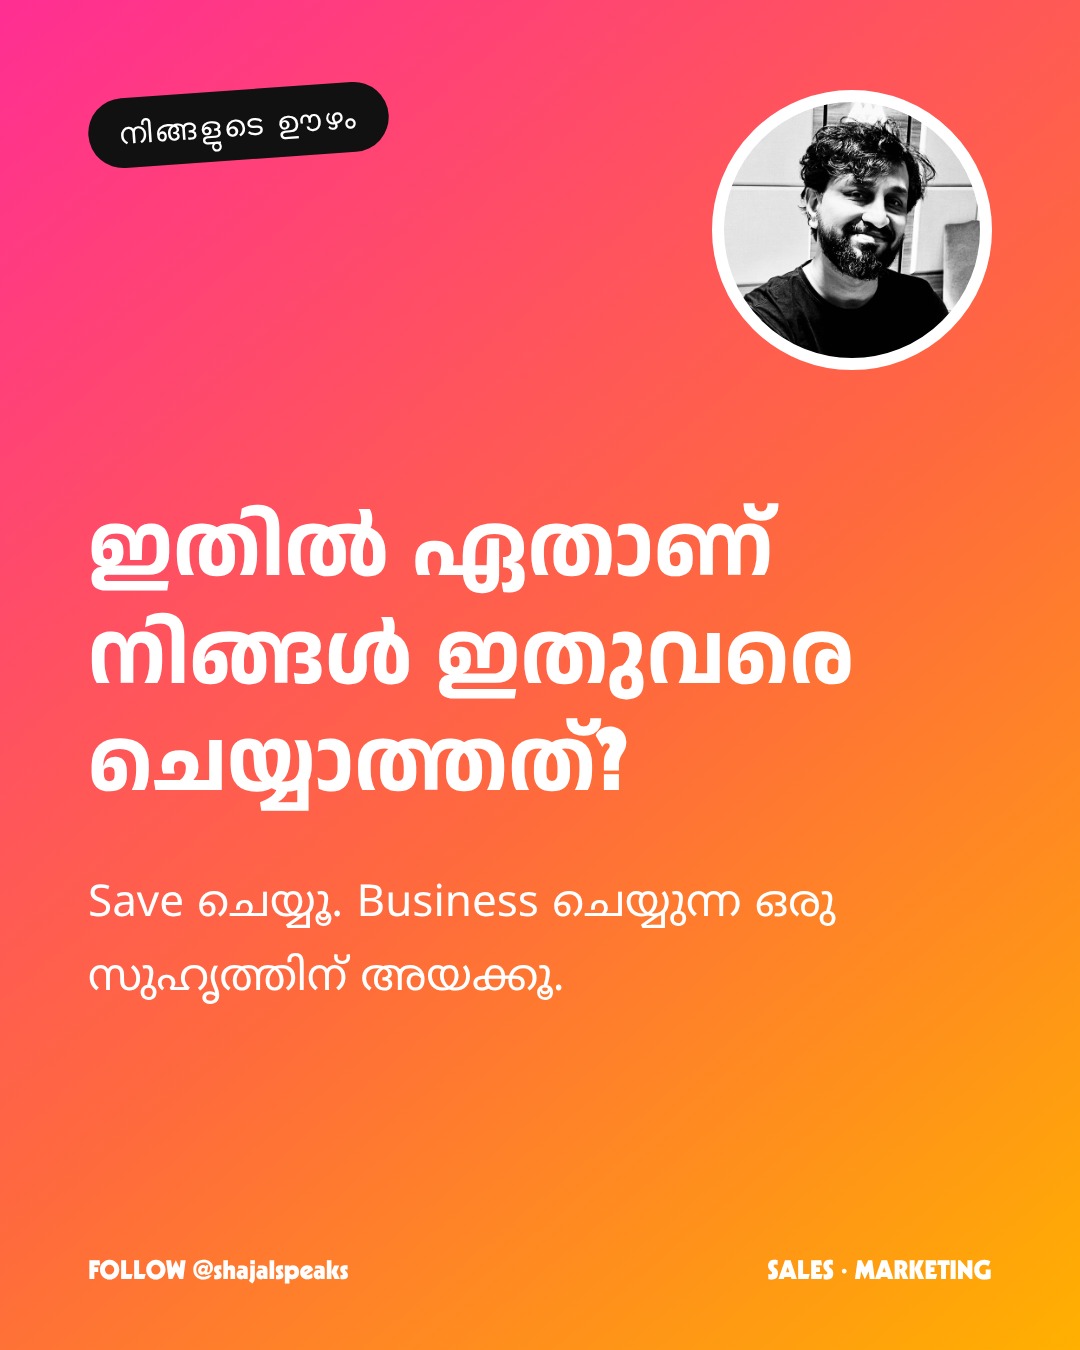 നിങ്ങളുടെ ഊഴം
ഇതിൽ ഏതാണ്
നിങ്ങൾ ഇതുവരെ
ചെയ്യാത്തത്?
Save ചെയ്യൂ. Business ചെയ്യുന്ന ഒരു
സുഹൃത്തിന് അയക്കൂ.
FOLLOW @shajalspeaks
SALES · MARKETING